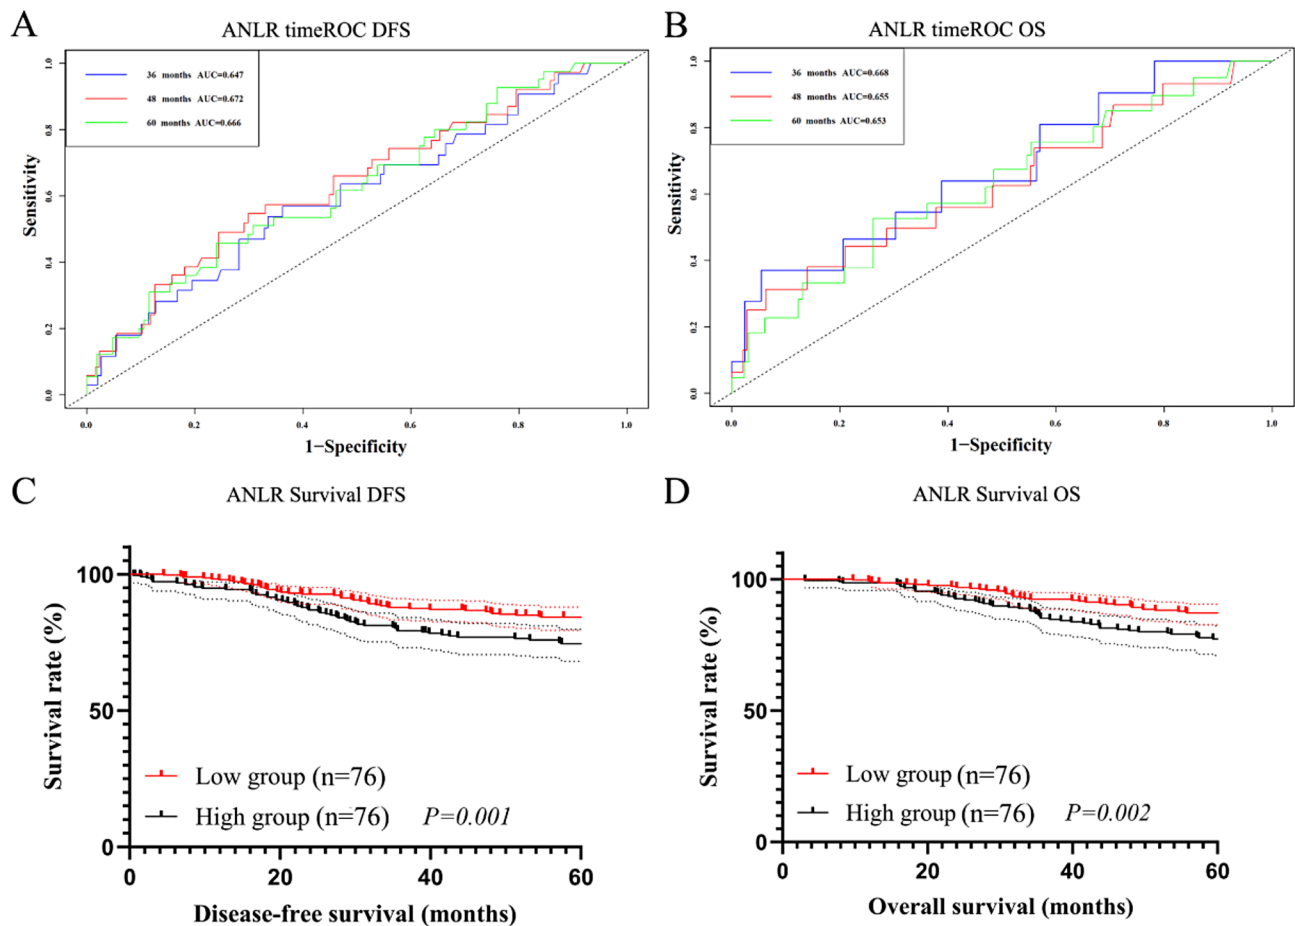 A
ANLR timeROC DFS
36 months AUC=0.647
48 months AUC=0.672
60 months AUC=0.666
Sensitivity
1.0
0.8
0.6
0.4
0.2
0.0
0.0 0.2 0.4 0.6 0.8 1.0
1−Specificity
B
ANLR timeROC OS
36 months AUC=0.668
48 months AUC=0.655
60 months AUC=0.653
Sensitivity
1.0
0.8
0.6
0.4
0.2
0.0
0.0 0.2 0.4 0.6 0.8 1.0
1−Specificity
C
ANLR Survival DFS
Survival rate (%)
100
50
0
Low group (n=76)
High group (n=76) P=0.001
0 20 40 60
Disease-free survival (months)
D
ANLR Survival OS
Survival rate (%)
100
50
0
Low group (n=76)
High group (n=76) P=0.002
0 20 40 60
Overall survival (months)